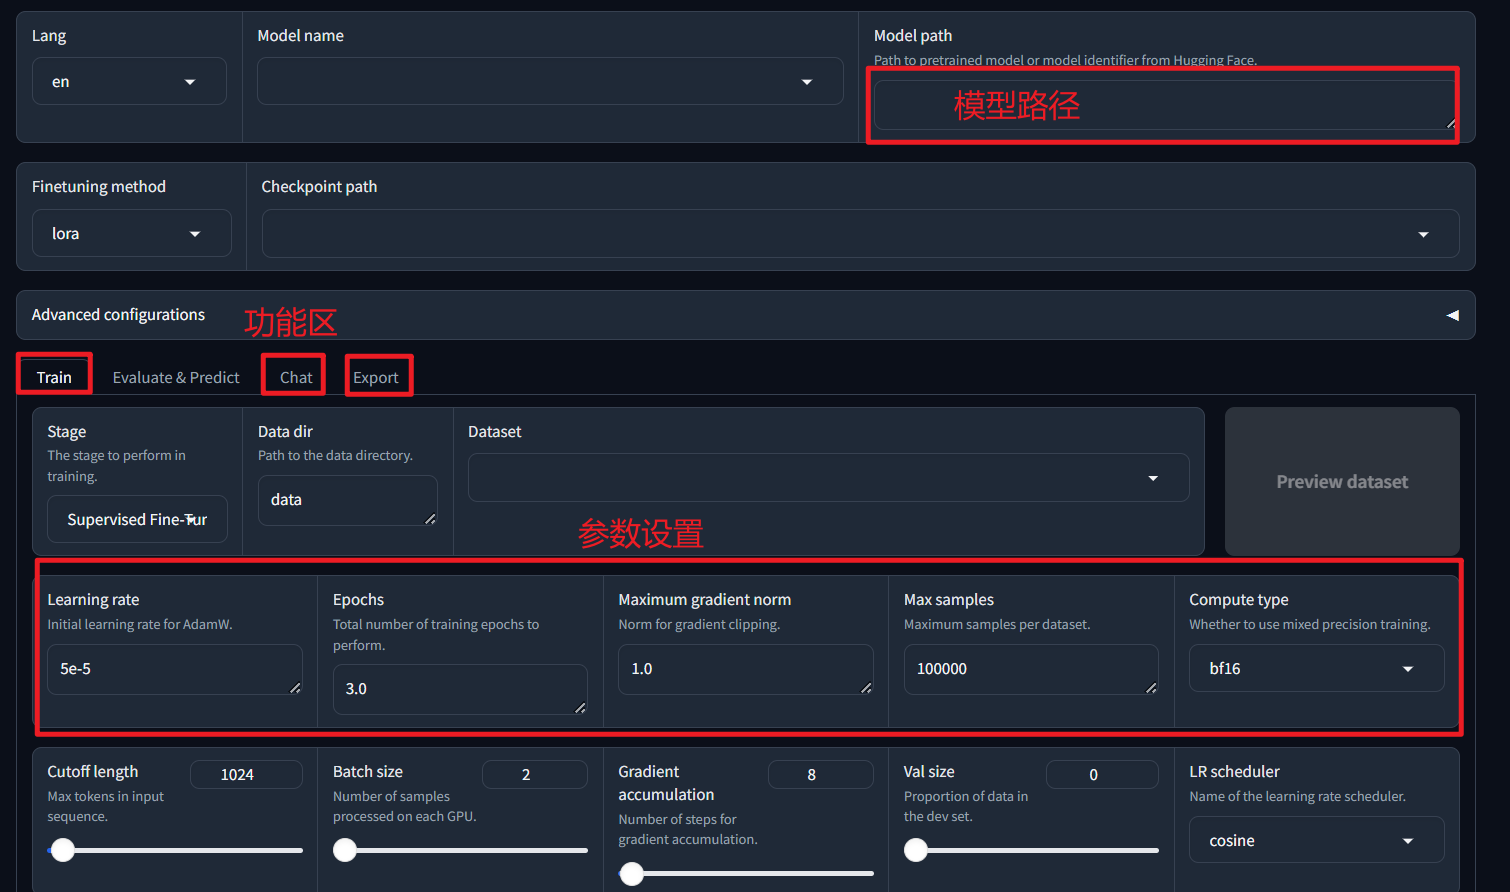 Lang
en
Model name
Model path
Path to pretrained model or model identifier from Hugging Face.
模型路径
Finetuning method
lora
Checkpoint path
Advanced configurations
功能区
Train
Evaluate & Predict
Chat
Export
Stage
The stage to perform in
training.
Supervised Fine-Tur
Data dir
Path to the data directory.
data
Dataset
Preview dataset
参数设置
Learning rate
Initial learning rate for AdamW.
5e-5
Epochs
Total number of training epochs to
perform.
3.0
Maximum gradient norm
Norm for gradient clipping.
1.0
Max samples
Maximum samples per dataset.
100000
Compute type
Whether to use mixed precision training.
bf16
Cutoff length
1024
Max tokens in input
sequence.
Batch size
2
Number of samples
processed on each GPU.
Gradient
accumulation
8
Number of steps for
gradient accumulation.
Val size
0
Proportion of data in
the dev set.
LR scheduler
Name of the learning rate scheduler.
cosine